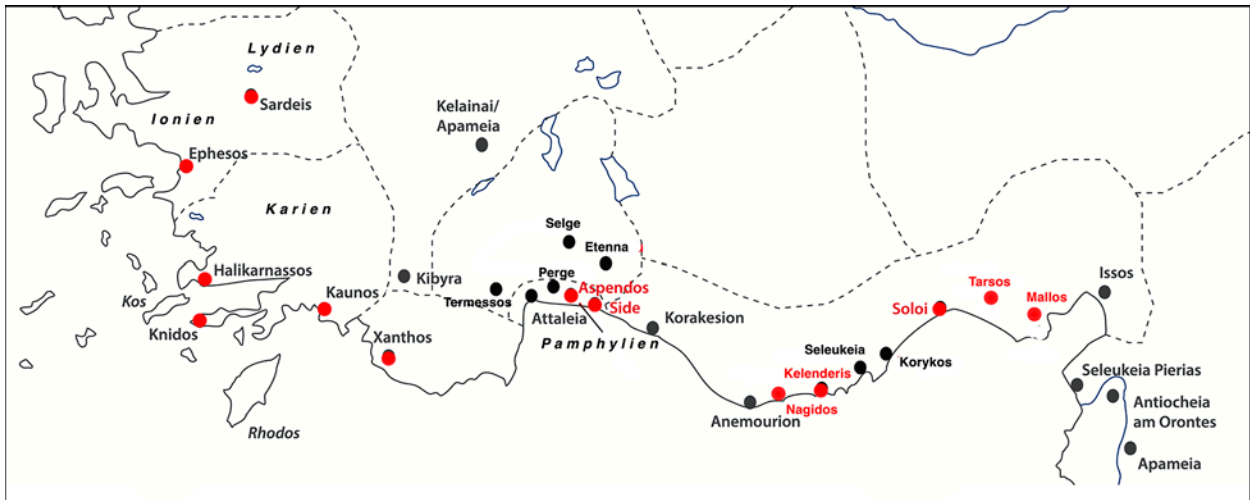 Lydien
Sardeis
Ionien
Kelainai/
Apameia
Ephesos
Karien
Selge
Etenna
Halikarnassos
Kibyra
Perge
Aspendos
Issos
Kos
Kaunos
Termessos
Side
Tarsos
Mallos
Knidos
Attaleia
Korakesion
Soloi
Xanthos
Pamphylien
Seleukeia
Korykos
Kelenderis
Seleukeia Pierias
Rhodos
Nagidos
Anemourion
Antiocheia
am Orontes
Apameia